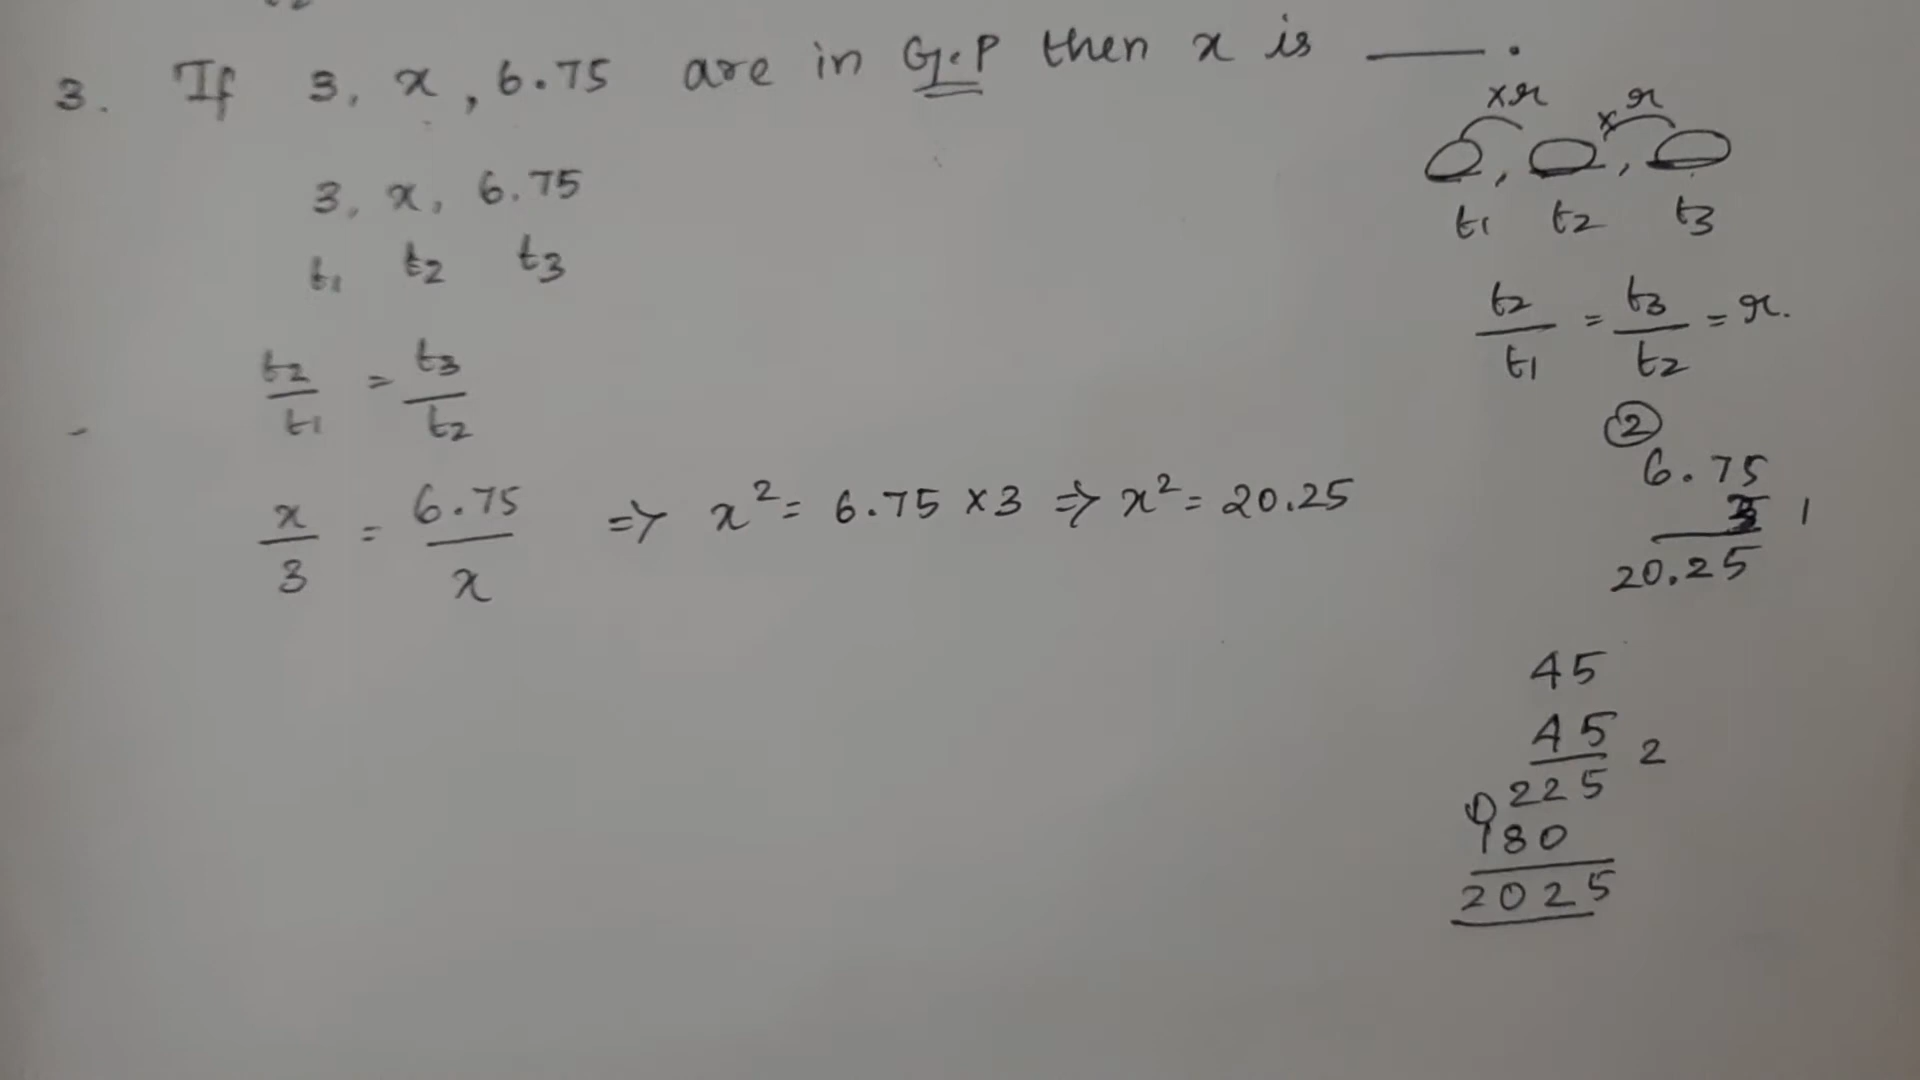 3. If 3, x, 6.75 are in G.P then x is ___.
3, x, 6.75
t1 t2 t3
t2/t1 = t3/t2
x/3 = 6.75/x => x² = 6.75 x 3 => x² = 20.25
xr x r
t1 t2 t3
t2/t1 = t3/t2 = r.
2
6.75
3 1
20.25
45
45 2
225
180
2025